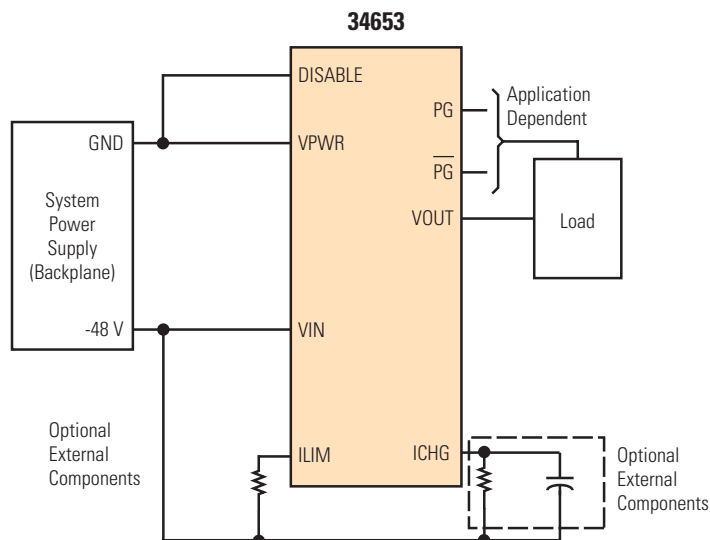 34653
DISABLE
PG
Application
Dependent
GND
VPWR
PG
System
Power
Supply
(Backplane)
VOUT
Load
-48 V
VIN
Optional
External
Components
ILIM
ICHG
Optional
External
Components